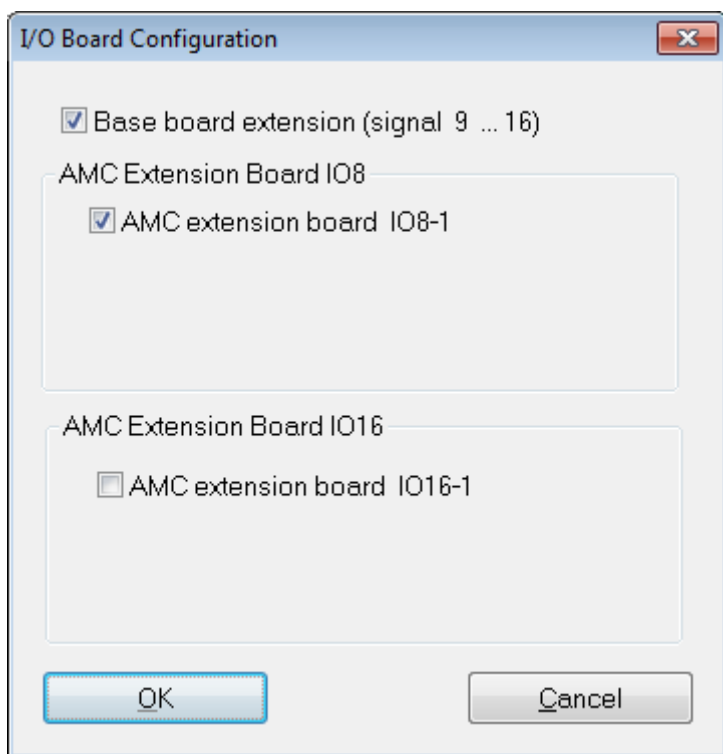 I/O Board Configuration
Base board extension (signal 9 ... 16)
AMC Extension Board IO8
AMC extension board IO8-1
AMC Extension Board IO16
AMC extension board IO16-1
OK
Cancel